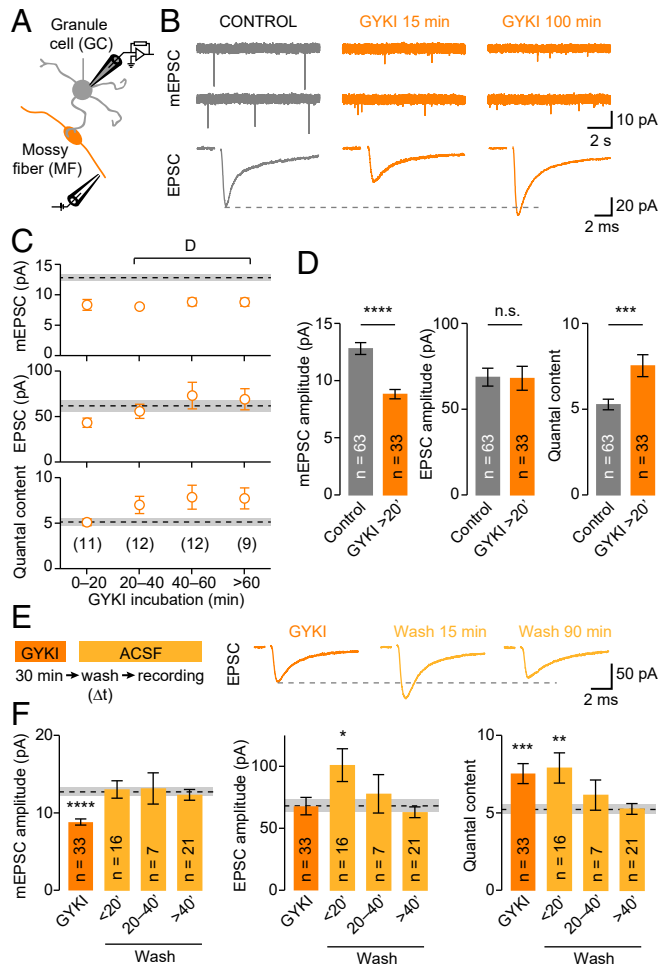 A
Granule
cell (GC)
Mossy
fiber (MF)
B
CONTROL
GYKI 15 min
GYKI 100 min
mEPSC
10 pA
2 s
EPSC
20 pA
2 ms
C
D
mEPSC (pA)
15
10
5
0
EPSC (pA)
100
50
0
Quantal content
10
5
0
(11)
(12)
(12)
(9)
0–20
20–40
40–60
>60
GYKI incubation (min)
D
mEPSC amplitude (pA)
15
10
5
0
****
n = 63
n = 33
Control
GYKI >20'
EPSC amplitude (pA)
100
50
0
n.s.
n = 63
n = 33
Control
GYKI >20'
Quantal content
10
5
0
***
n = 63
n = 33
Control
GYKI >20'
E
GYKI
ACSF
30 min
wash
recording
(Δt)
EPSC
GYKI
Wash 15 min
Wash 90 min
50 pA
2 ms
F
mEPSC amplitude (pA)
20
10
0
****
n = 33
n = 16
n = 7
n = 21
GYKI
<20'
20–40'
>40'
Wash
EPSC amplitude (pA)
100
50
0
*
n = 33
n = 16
n = 7
n = 21
GYKI
<20'
20–40'
>40'
Wash
Quantal content
10
5
0
***
**
n = 33
n = 16
n = 7
n = 21
GYKI
<20'
20–40'
>40'
Wash